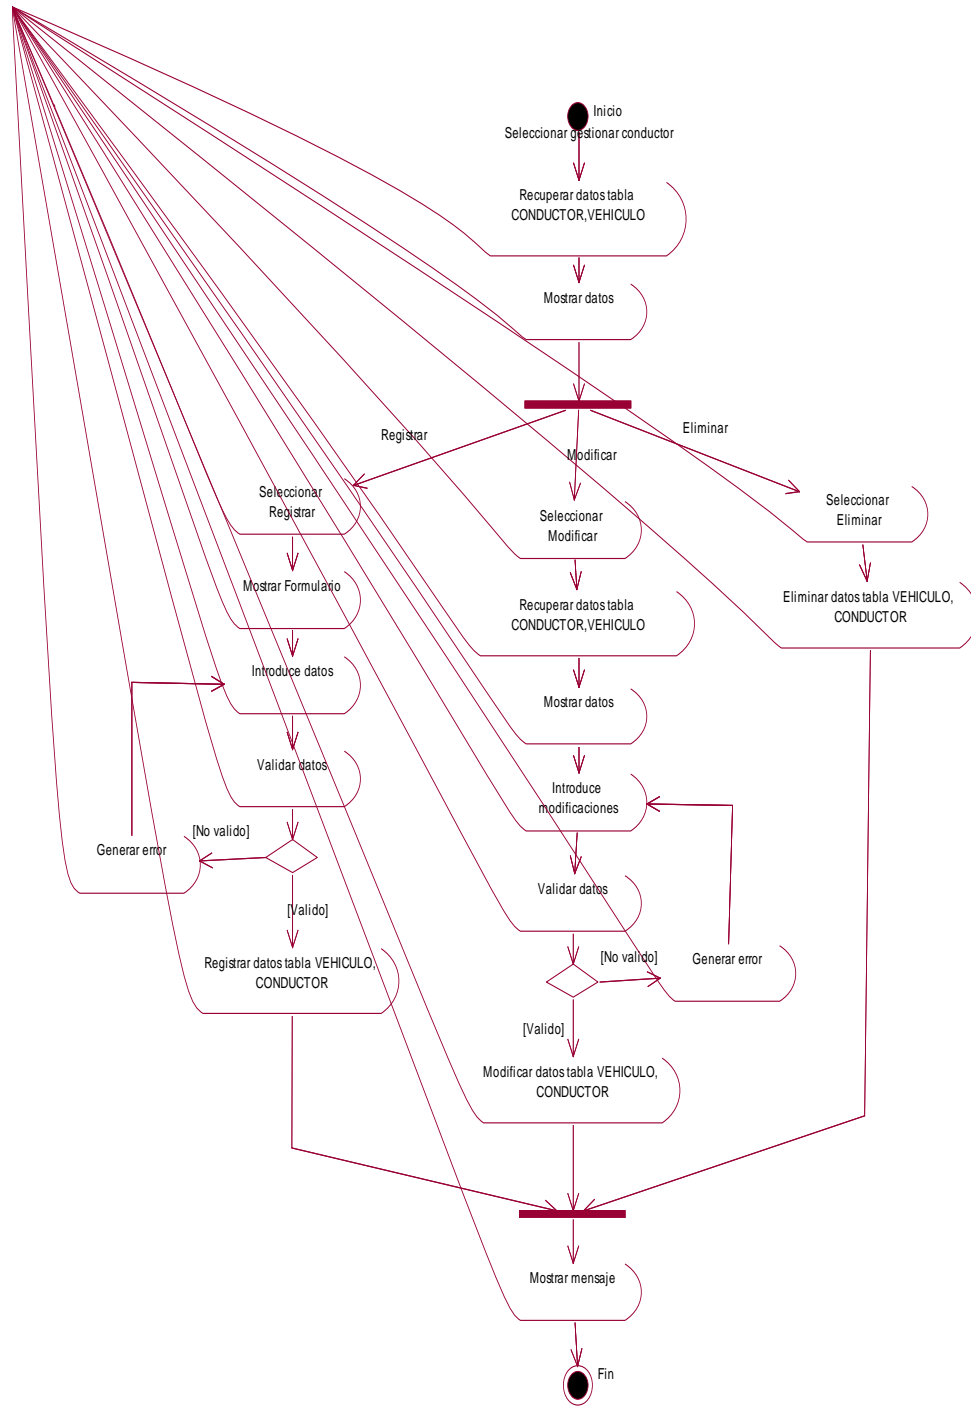 Inicio
Seleccionar gestionar conductor
Recuperar datos tabla
CONDUCTOR,VEHICULO
Mostrar datos
Registrar
Modificar
Eliminar
Seleccionar
Registrar
Mostrar Formulario
Introduce datos
Validar datos
[No valido]
Generar error
[Valido]
Registrar datos tabla VEHICULO,
CONDUCTOR
Seleccionar
Modificar
Recuperar datos tabla
CONDUCTOR,VEHICULO
Mostrar datos
Introduce
modificaciones
Validar datos
[No valido]
Generar error
[Valido]
Modificar datos tabla VEHICULO,
CONDUCTOR
Seleccionar
Eliminar
Eliminar datos tabla VEHICULO,
CONDUCTOR
Mostrar mensaje
Fin